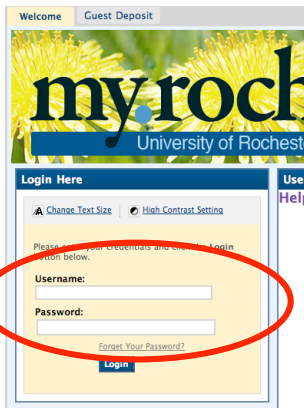 Welcome Guest Deposit
my.roch
University of Rochest
Login Here
Use
Help
Change Text Size High Contrast Setting
Please enter your credentials and click the Login
button below.
Username:
Password:
Forget Your Password?
Login